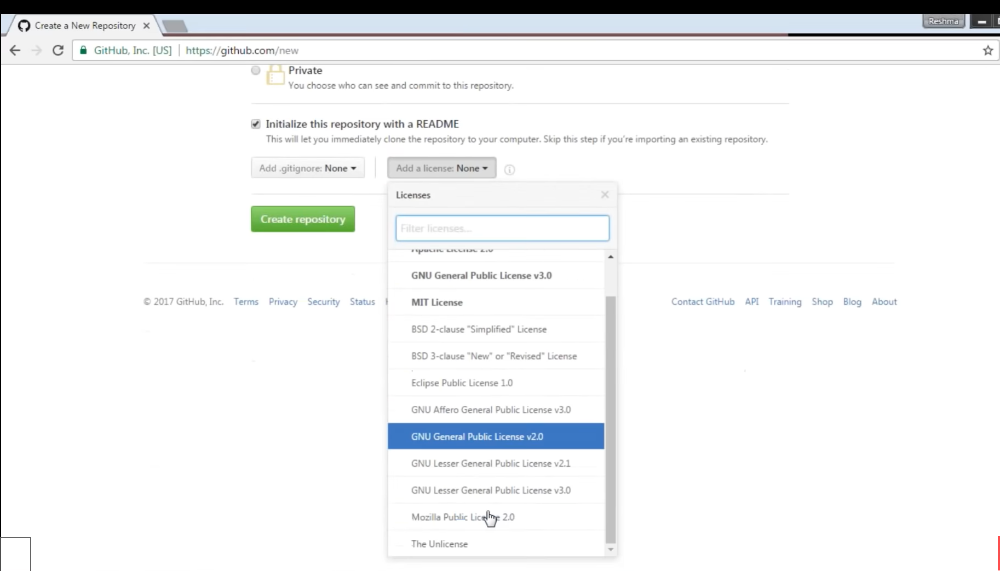 Create a New Repository
Reshma
GitHub, Inc. [US] https://github.com/new
Private
You choose who can see and commit to this repository.
Initialize this repository with a README
This will let you immediately clone the repository to your computer. Skip this step if you're importing an existing repository.
Add .gitignore: None
Add a license: None
Licenses
Create repository
Filter licenses...
Apache License 2.0
GNU General Public License v3.0
© 2017 GitHub, Inc. Terms Privacy Security Status
MIT License
Contact GitHub API Training Shop Blog About
BSD 2-clause "Simplified" License
BSD 3-clause "New" or "Revised" License
Eclipse Public License 1.0
GNU Affero General Public License v3.0
GNU General Public License v2.0
GNU Lesser General Public License v2.1
GNU Lesser General Public License v3.0
Mozilla Public License 2.0
The Unlicense